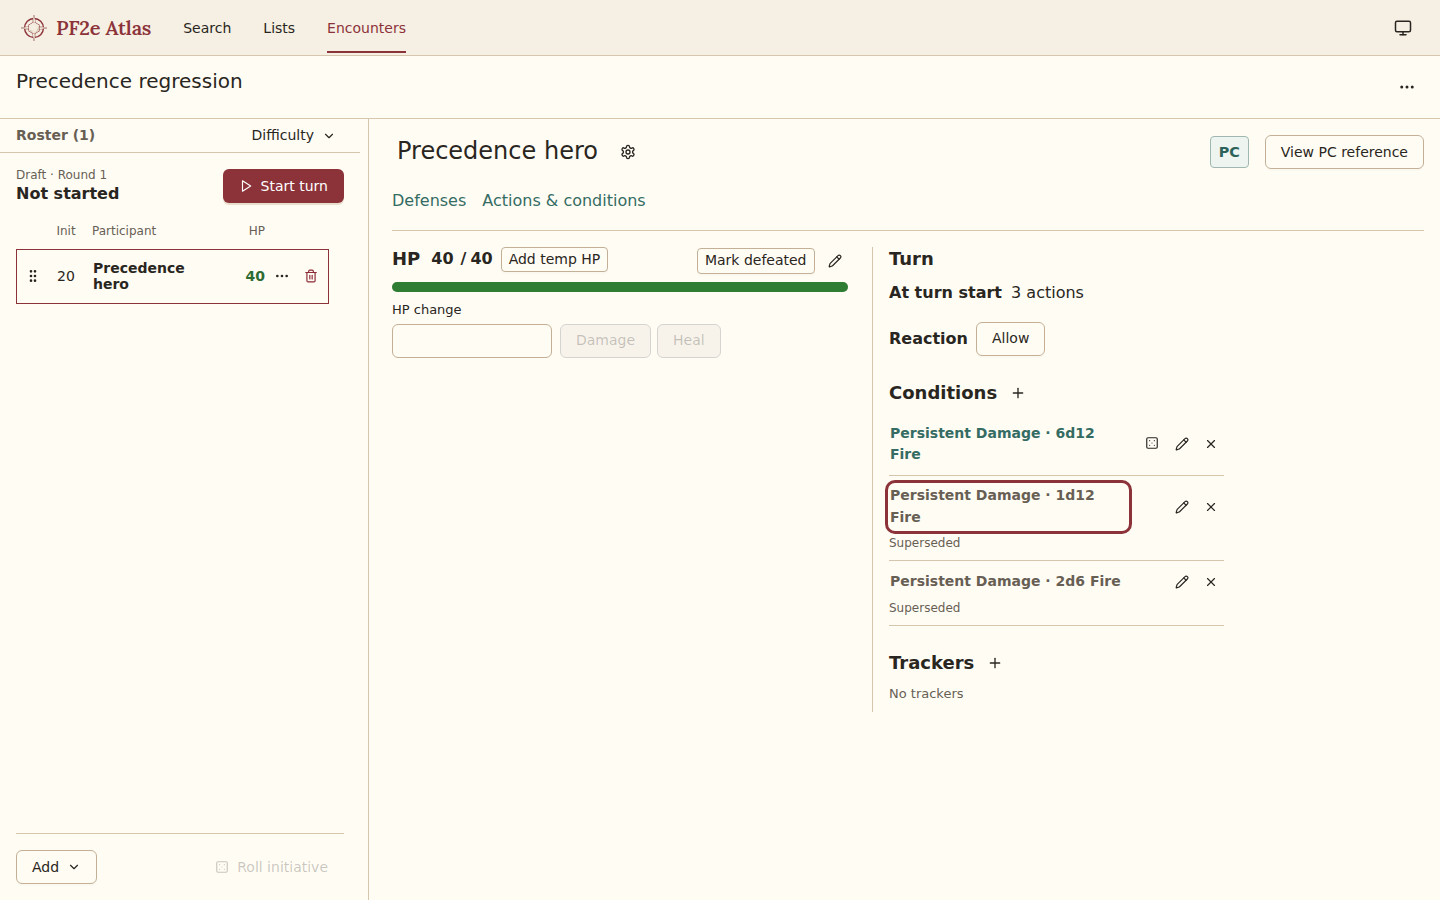 PF2e Atlas
Search
Lists
Encounters
Precedence regression
Roster (1)
Difficulty
Draft · Round 1
Not started
Start turn
Init
Participant
HP
20
Precedence
hero
40
Add
Roll initiative
Precedence hero
PC
View PC reference
Defenses
Actions & conditions
HP 40 / 40
Add temp HP
Mark defeated
HP change
Damage
Heal
Turn
At turn start 3 actions
Reaction
Allow
Conditions
Persistent Damage · 6d12
Fire
Persistent Damage · 1d12
Fire
Superseded
Persistent Damage · 2d6 Fire
Superseded
Trackers
No trackers